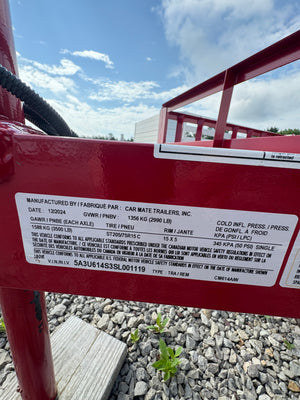 MANUFACTURED BY / FABRIQUÉ PAR : CAR MATE TRAILERS, INC.
DATE : 12/2024 GVWR / PNBV : 1356 KG (2990 LB)
GAWR / PNBE (EACH AXLE) TIRE / PNEU RIM / JANTE COLD INFL. PRESS./PRESS. DE GONFL. À FROID KPA (PSI / LPC)
1588 KG (3500 LB) ST205/75R15 C 15 X 5 345 KPA (50 PSI) SINGLE
V.I.N./N.I.V. 5A3U614S3SL001119 TYPE : TRA / REM